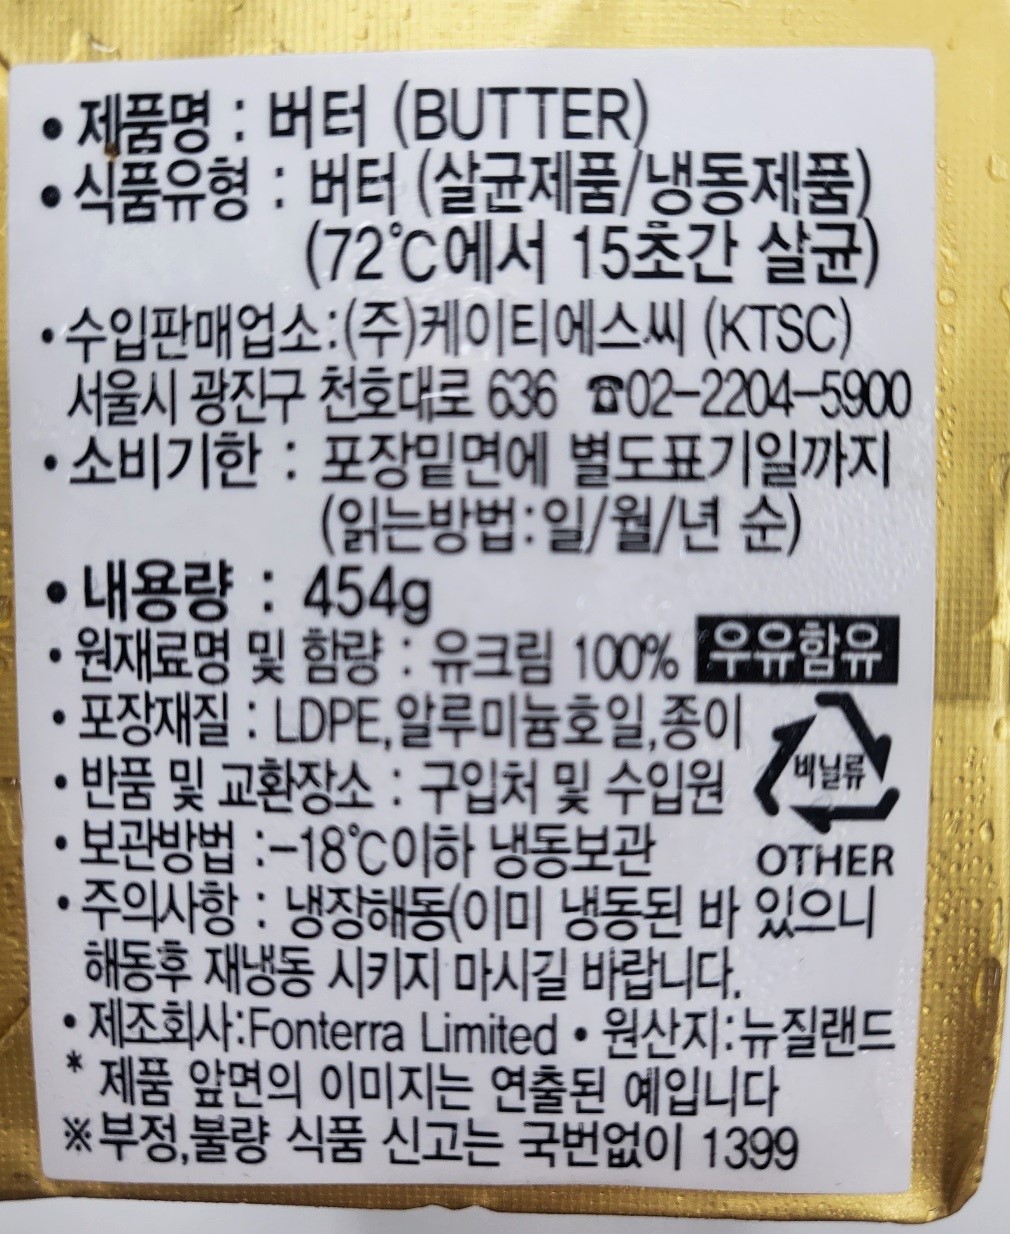 • 제품명 : 버터 (BUTTER)
• 식품유형 : 버터 (살균제품/냉동제품)
(72℃에서 15초간 살균)
• 수입판매업소:(주)케이티에스씨 (KTSC)
서울시 광진구 천호대로 636 ☎02-2204-5900
• 소비기한 : 포장밑면에 별도표기일까지
(읽는방법:일/월/년 순)
• 내용량 : 454g
• 원재료명 및 함량 : 유크림 100% 우유함유
• 포장재질 : LDPE,알루미늄호일,종이
비닐류
• 반품 및 교환장소 : 구입처 및 수입원
• 보관방법 :-18℃이하 냉동보관
OTHER
• 주의사항 : 냉장해동(이미 냉동된 바 있으니
해동후 재냉동 시키지 마시길 바랍니다.
• 제조회사:Fonterra Limited • 원산지:뉴질랜드
* 제품 앞면의 이미지는 연출된 예입니다
※부정,불량 식품 신고는 국번없이 1399